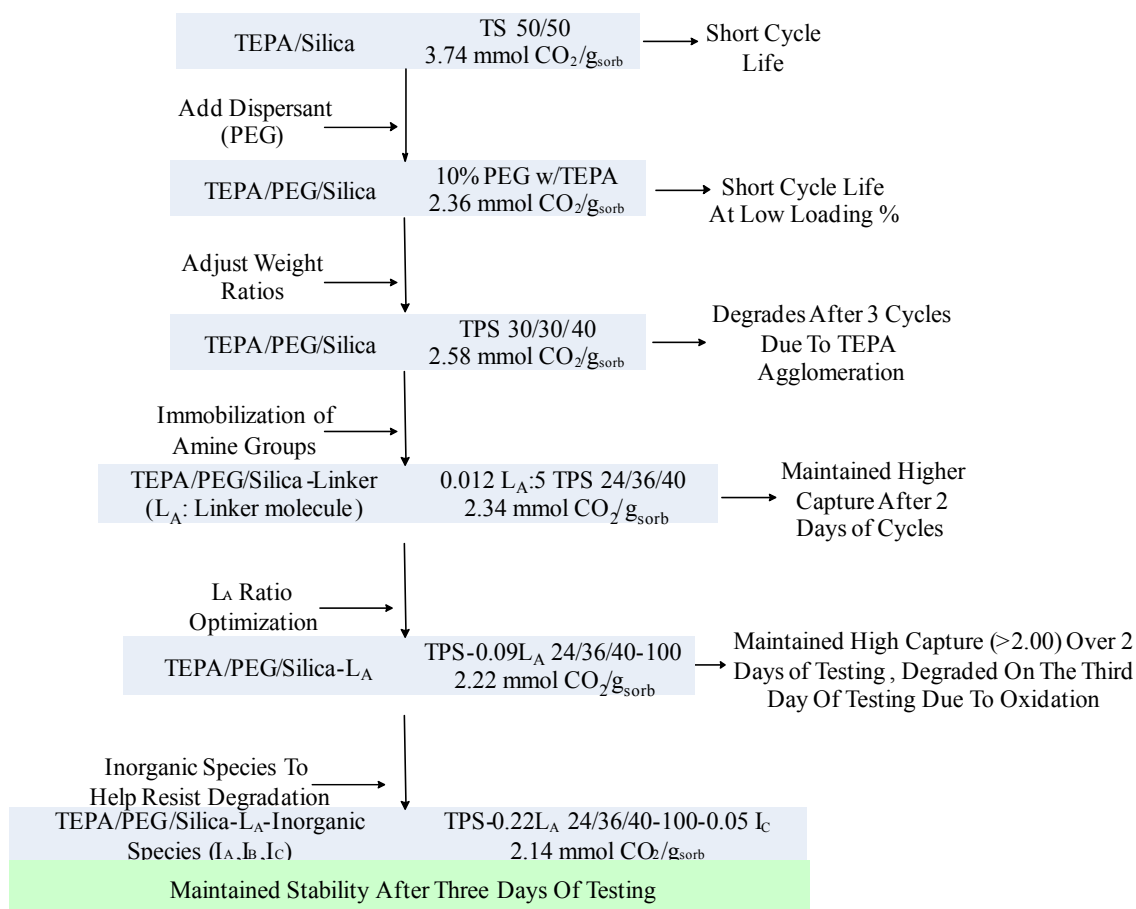 TEPA/Silica
TS 50/50
3.74 mmol CO₂/gsorb
Short Cycle
Life
Add Dispersant
(PEG)
TEPA/PEG/Silica
10% PEG w/TEPA
2.36 mmol CO₂/gsorb
Short Cycle Life
At Low Loading %
Adjust Weight
Ratios
TEPA/PEG/Silica
TPS 30/30/40
2.58 mmol CO₂/gsorb
Degrades After 3 Cycles
Due To TEPA
Agglomeration
Immobilization of
Amine Groups
TEPA/PEG/Silica-Linker
(LA: Linker molecule)
0.012 LA:5 TPS 24/36/40
2.34 mmol CO₂/gsorb
Maintained Higher
Capture After 2
Days of Cycles
LA Ratio
Optimization
TEPA/PEG/Silica-LA
TPS-0.09LA 24/36/40-100
2.22 mmol CO₂/gsorb
Maintained High Capture (>2.00) Over 2
Days of Testing , Degraded On The Third
Day Of Testing Due To Oxidation
Inorganic Species To
Help Resist Degradation
TEPA/PEG/Silica-LA-Inorganic
Species (IA,IB,IC)
TPS-0.22LA 24/36/40-100-0.05 IC
2.14 mmol CO₂/gsorb
Maintained Stability After Three Days Of Testing